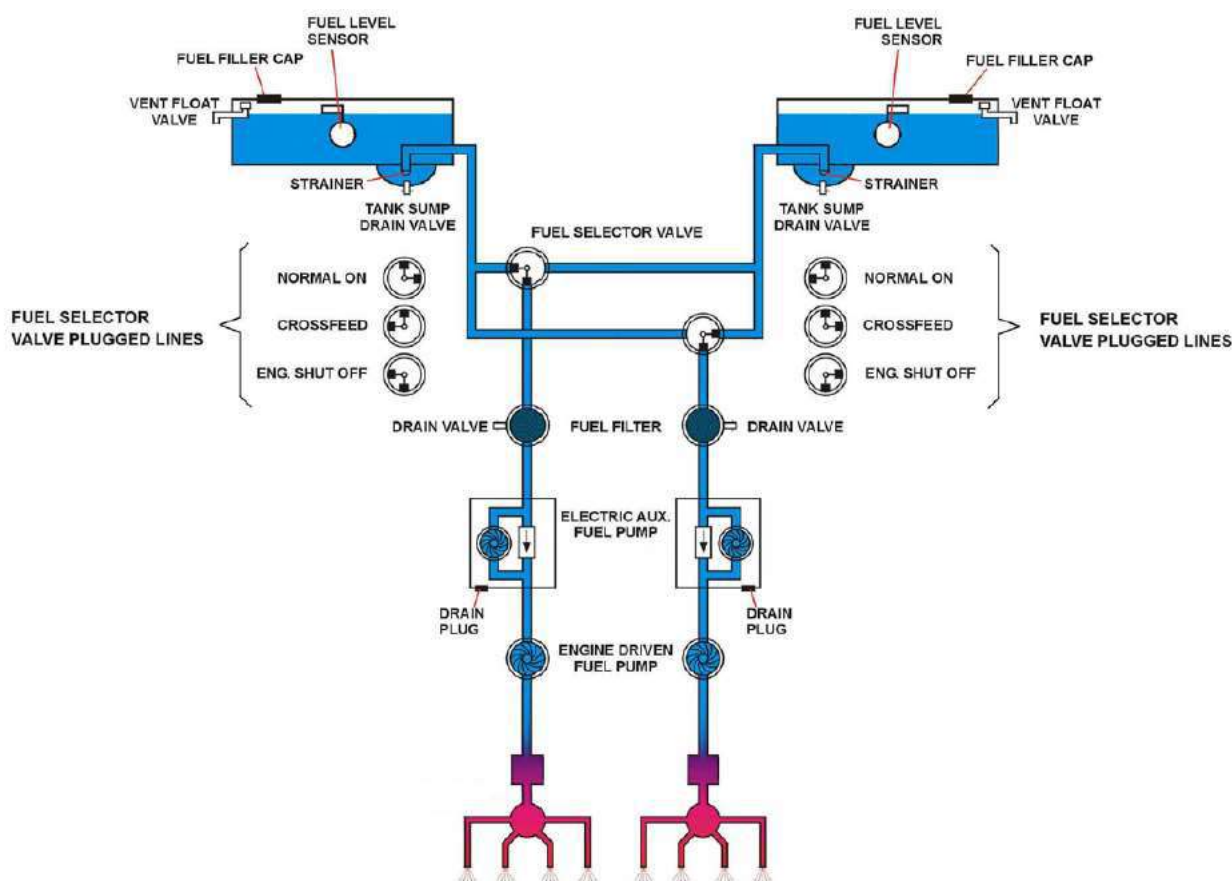 FUEL LEVEL
SENSOR
FUEL FILLER CAP
VENT FLOAT
VALVE
STRAINER
TANK SUMP
DRAIN VALVE
FUEL LEVEL
SENSOR
FUEL FILLER CAP
VENT FLOAT
VALVE
STRAINER
TANK SUMP
DRAIN VALVE
FUEL SELECTOR VALVE
FUEL SELECTOR
VALVE PLUGGED LINES
NORMAL ON
CROSSFEED
ENG. SHUT OFF
NORMAL ON
CROSSFEED
ENG. SHUT OFF
FUEL SELECTOR
VALVE PLUGGED LINES
DRAIN VALVE
FUEL FILTER
DRAIN VALVE
ELECTRIC AUX.
FUEL PUMP
DRAIN
PLUG
DRAIN
PLUG
ENGINE DRIVEN
FUEL PUMP